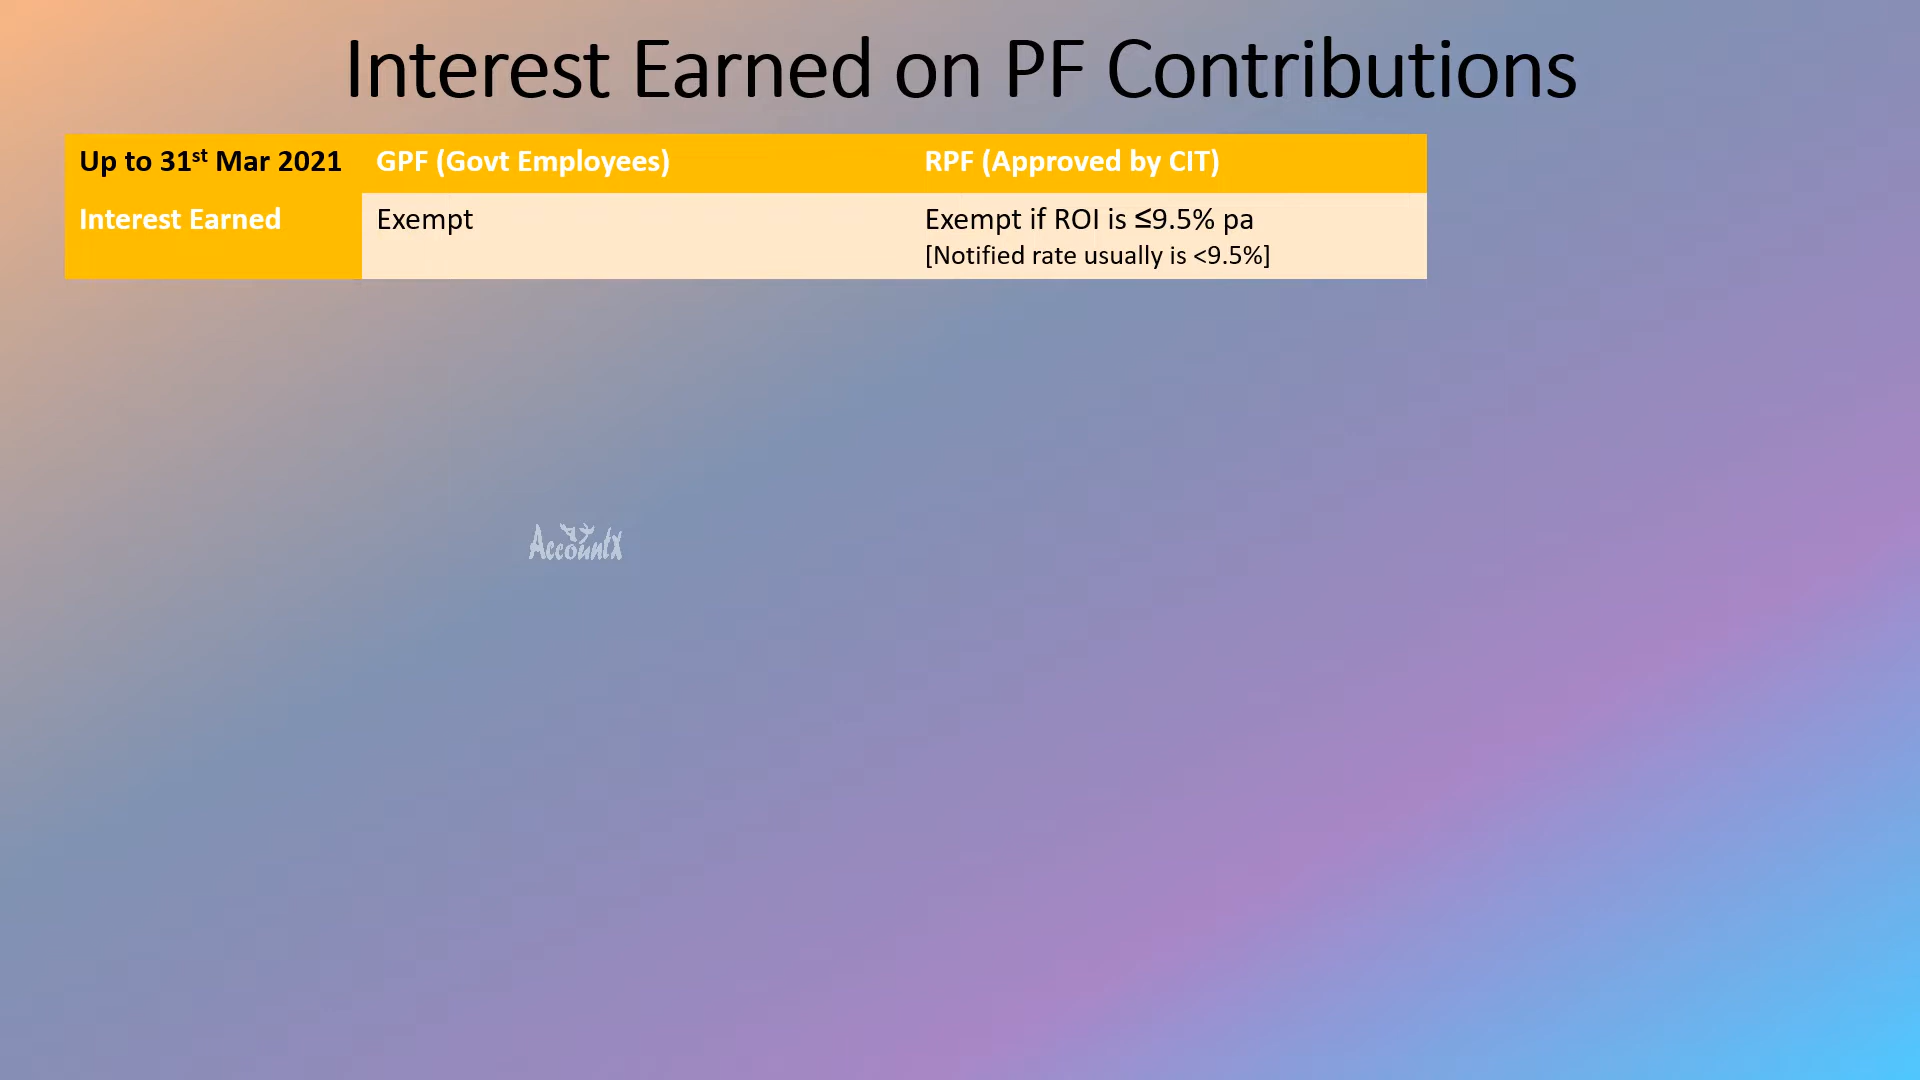 Interest Earned on PF Contributions
Up to 31st Mar 2021 GPF (Govt Employees) RPF (Approved by CIT)
Interest Earned Exempt Exempt if ROI is ≤9.5% pa
[Notified rate usually is <9.5%]
AccountX